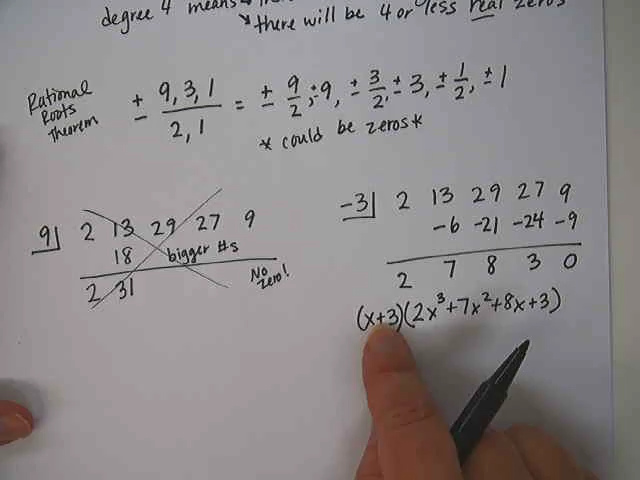 degree 4 means
there will be 4 or less real zeros
Rational Roots Theorem
± 9, 3, 1 / 2, 1 = ± 9/2, ±9, ± 3/2, ± 3, ± 1/2, ± 1
* could be zeros *
9| 2 13 29 27 9
18 bigger #s
2 31
No zero!
-3| 2 13 29 27 9
-6 -21 -24 -9
2 7 8 3 0
(x+3)(2x³+7x²+8x+3)